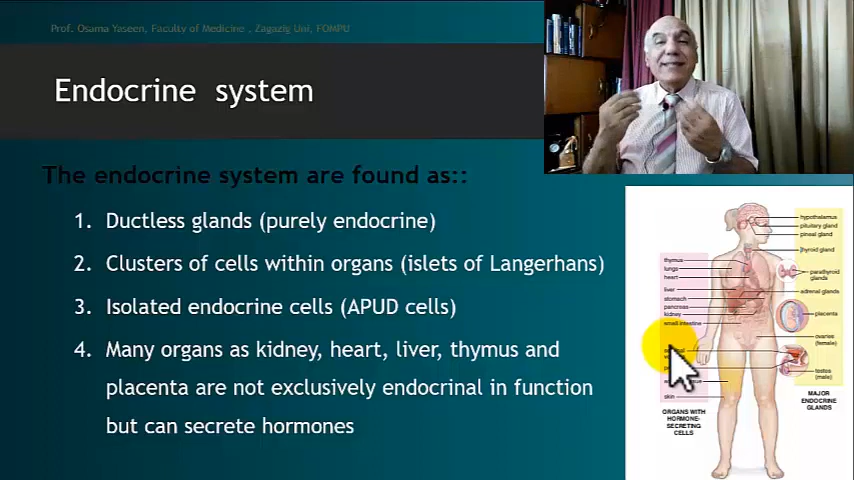 Prof. Osama Yaseen, Faculty of Medicine , Zagazig Uni, FOMPU
Endocrine system
The endocrine system are found as::
1. Ductless glands (purely endocrine)
2. Clusters of cells within organs (islets of Langerhans)
3. Isolated endocrine cells (APUD cells)
4. Many organs as kidney, heart, liver, thymus and
placenta are not exclusively endocrinal in function
but can secrete hormones
thymus
lungs
heart
liver
stomach
pancreas
kidney
small intestine
skin
ORGANS WITH
HORMONE-
SECRETING
CELLS
hypothalamus
pituitary gland
pineal gland
thyroid gland
parathyroid
glands
adrenal glands
placenta
ovaries
(female)
testes
(male)
MAJOR
ENDOCRINE
GLANDS